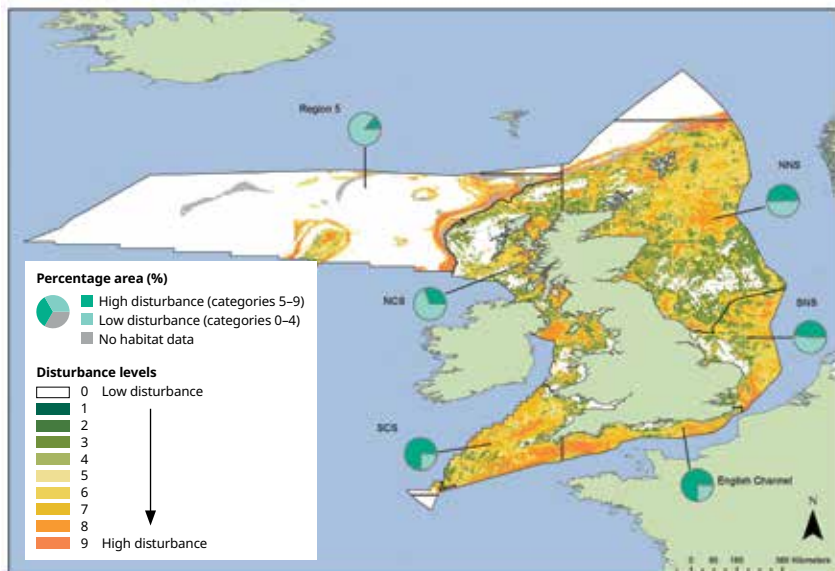 Region 5
NNS
NCS
SNS
SCS
English Channel
N
Percentage area (%)
High disturbance (categories 5–9)
Low disturbance (categories 0–4)
No habitat data
Disturbance levels
0 Low disturbance
1
2
3
4
5
6
7
8
9 High disturbance
Kilometers